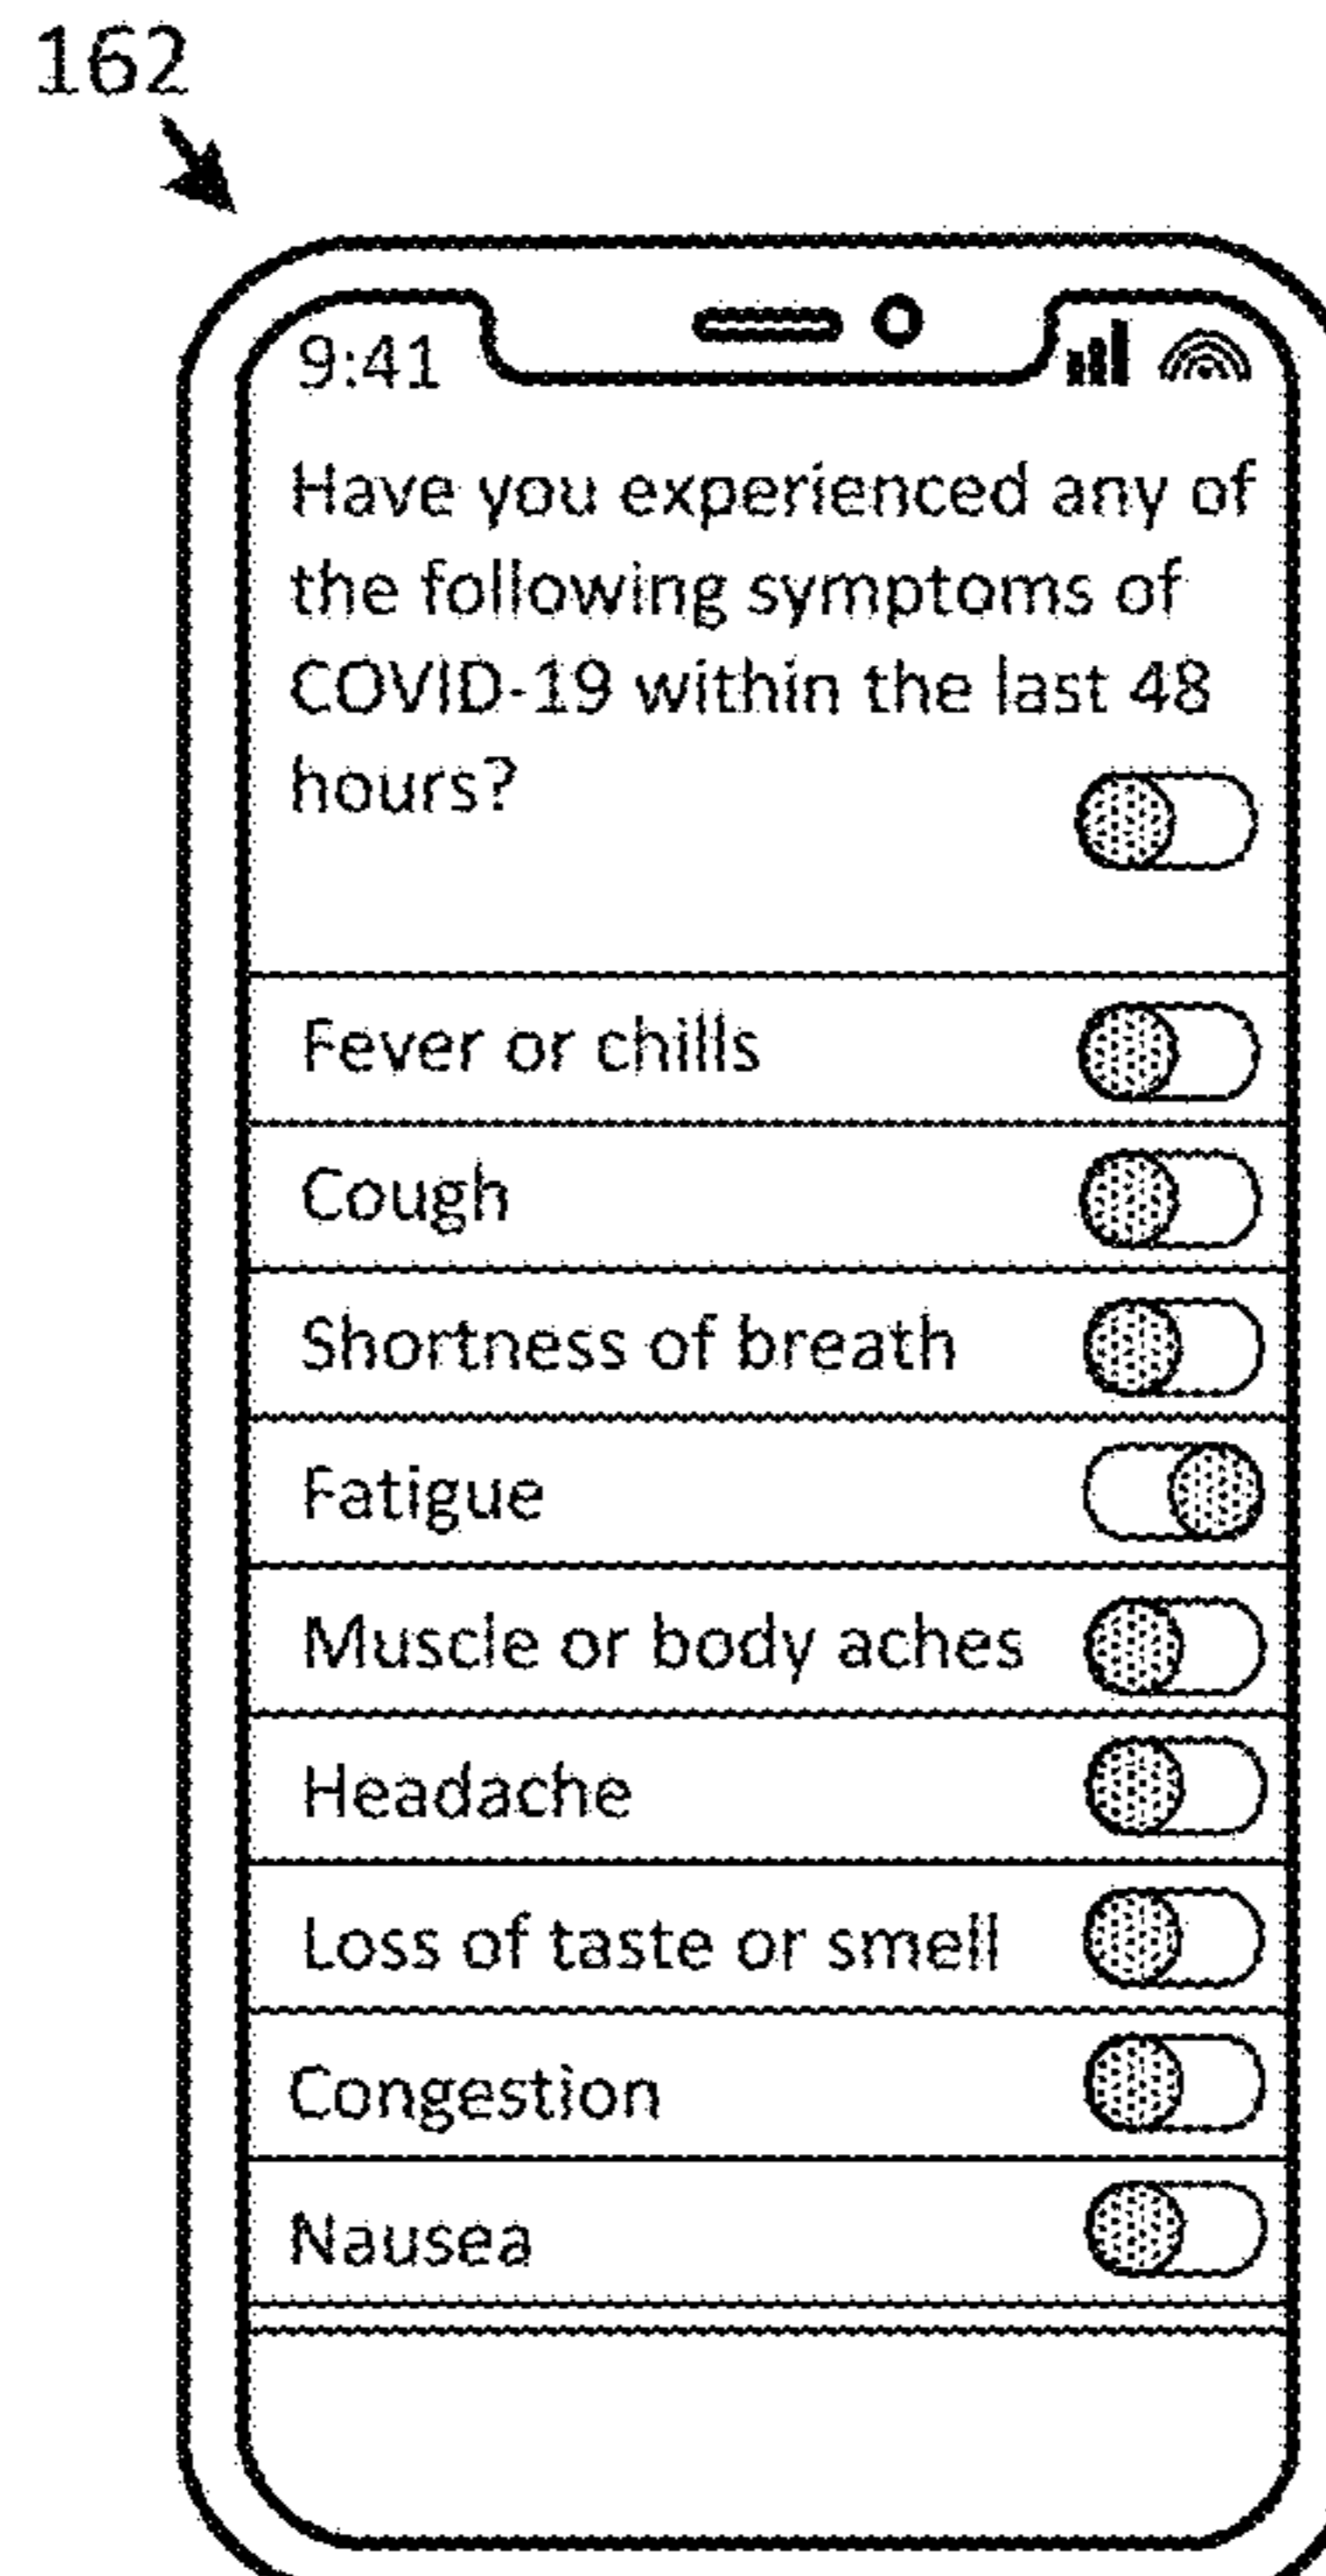 162
9:41
Have you experienced any of
the following symptoms of
COVID-19 within the last 48
hours?
Fever or chills
Cough
Shortness of breath
Fatigue
Muscle or body aches
Headache
Loss of taste or smell
Congestion
Nausea